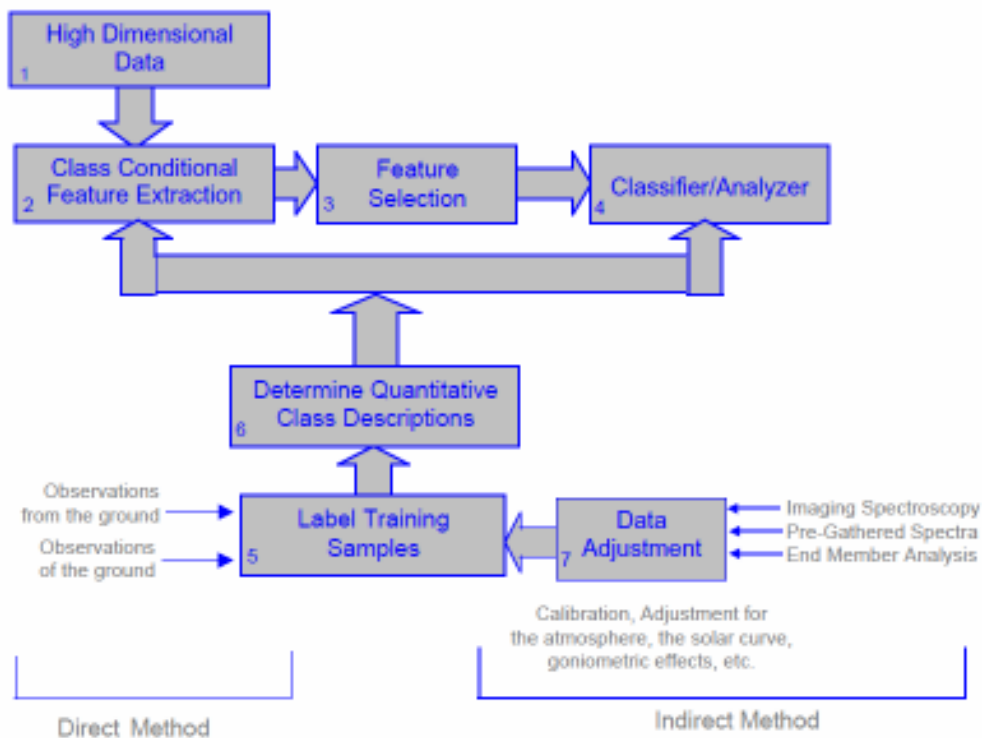 High Dimensional
Data
1
Class Conditional
Feature Extraction
2
Feature
Selection
3
Classifier/Analyzer
4
Determine Quantitative
Class Descriptions
6
Observations
from the ground
Observations
of the ground
Label Training
Samples
5
Data
Adjustment
7
Imaging Spectroscopy
Pre-Gathered Spectra
End Member Analysis
Calibration, Adjustment for
the atmosphere, the solar curve,
goniometric effects, etc.
Direct Method
Indirect Method